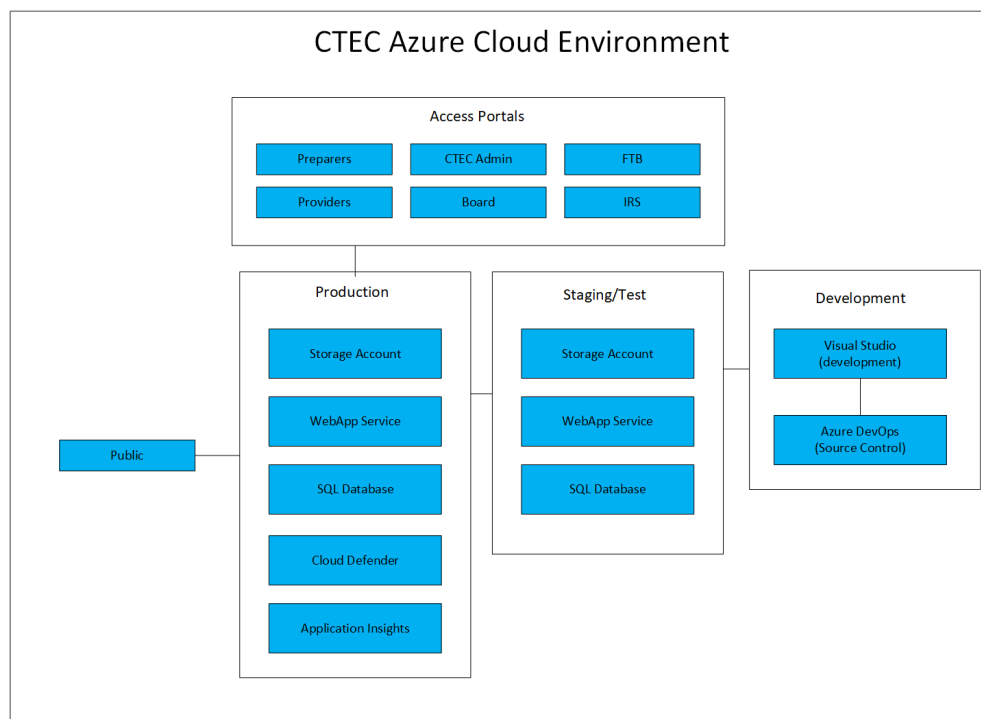 CTEC Azure Cloud Environment
Access Portals
Preparers
CTEC Admin
FTB
Providers
Board
IRS
Production
Storage Account
WebApp Service
SQL Database
Cloud Defender
Application Insights
Staging/Test
Storage Account
WebApp Service
SQL Database
Development
Visual Studio
(development)
Azure DevOps
(Source Control)
Public